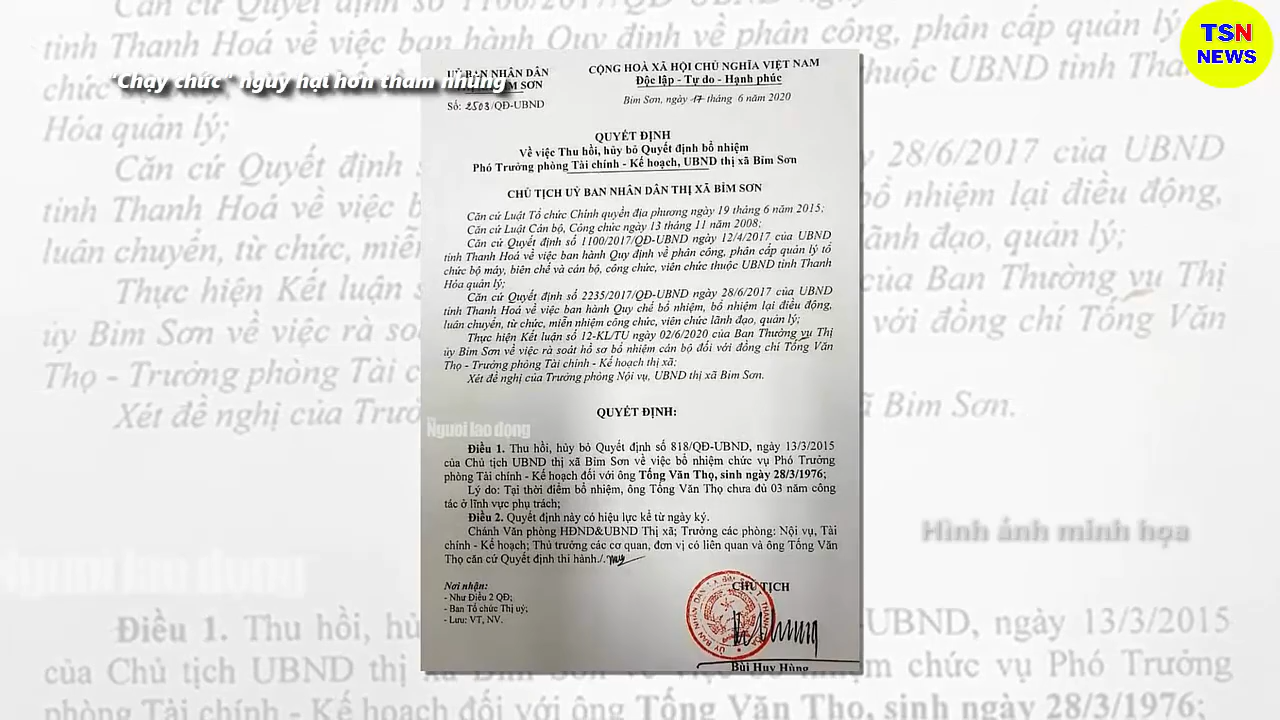 TSN
NEWS
"Chạy chức" nguy hại hơn tham nhũng
BAN NHÂN DÂN
BỈM SƠN
Số: 2503/QĐ-UBND
CỘNG HOÀ XÃ HỘI CHỦ NGHĨA VIỆT NAM
Độc lập - Tự do - Hạnh phúc
Bỉm Sơn, ngày 17 tháng 6 năm 2020
QUYẾT ĐỊNH
Về việc Thu hồi, hủy bỏ Quyết định bổ nhiệm
Phó Trưởng phòng Tài chính - Kế hoạch, UBND thị xã Bỉm Sơn
CHỦ TỊCH UỶ BAN NHÂN DÂN THỊ XÃ BỈM SƠN
Căn cứ Luật Tổ chức Chính quyền địa phương ngày 19 tháng 6 năm 2015;
Căn cứ Luật Cán bộ, Công chức ngày 13 tháng 11 năm 2008;
Căn cứ Quyết định số 1100/2017/QĐ-UBND ngày 12/4/2017 của UBND
tỉnh Thanh Hoá về việc ban hành Quy định về phân công, phân cấp quản lý tổ
chức bộ máy, biên chế và cán bộ, công chức, viên chức thuộc UBND tỉnh Thanh
Hóa quản lý;
Căn cứ Quyết định số 2235/2017/QĐ-UBND ngày 28/6/2017 của UBND
tỉnh Thanh Hoá về việc ban hành Quy chế bổ nhiệm, bổ nhiệm lại điều động,
luân chuyển, từ chức, miễn nhiệm công chức, viên chức lãnh đạo, quản lý;
Thực hiện Kết luận số 12-KL/TU ngày 02/6/2020 của Ban Thường vụ Thị
ủy Bỉm Sơn về việc rà soát hồ sơ bổ nhiệm cán bộ đối với đồng chí Tống Văn
Thọ - Trưởng phòng Tài chính - Kế hoạch thị xã;
Xét đề nghị của Trưởng phòng Nội vụ, UBND thị xã Bỉm Sơn.
QUYẾT ĐỊNH:
Người lao động
Điều 1. Thu hồi, hủy bỏ Quyết định số 818/QĐ-UBND, ngày 13/3/2015
của Chủ tịch UBND thị xã Bỉm Sơn về việc bổ nhiệm chức vụ Phó Trưởng
phòng Tài chính - Kế hoạch đối với ông Tống Văn Thọ, sinh ngày 28/3/1976;
Lý do: Tại thời điểm bổ nhiệm, ông Tống Văn Thọ chưa đủ 03 năm công
tác ở lĩnh vực phụ trách;
Điều 2. Quyết định này có hiệu lực kể từ ngày ký.
Chánh Văn phòng HĐND&UBND Thị xã; Trưởng các phòng: Nội vụ, Tài
chính - Kế hoạch; Thủ trưởng các cơ quan, đơn vị có liên quan và ông Tống Văn
Thọ căn cứ Quyết định thi hành./.
Nơi nhận:
- Như Điều 2 QĐ;
- Ban Tổ chức Thị uỷ;
- Lưu: VT, NV.
CHỦ TỊCH
Bùi Huy Hùng
Hình ảnh minh họa